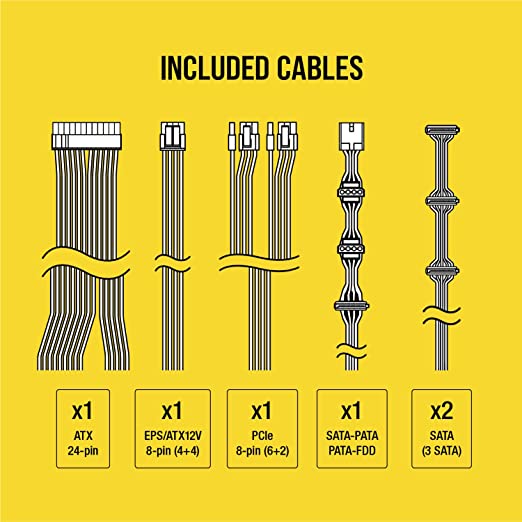 INCLUDED CABLES
x1
ATX
24-pin
x1
EPS/ATX12V
8-pin (4+4)
x1
PCIe
8-pin (6+2)
x1
SATA-PATA
PATA-FDD
x2
SATA
(3 SATA)